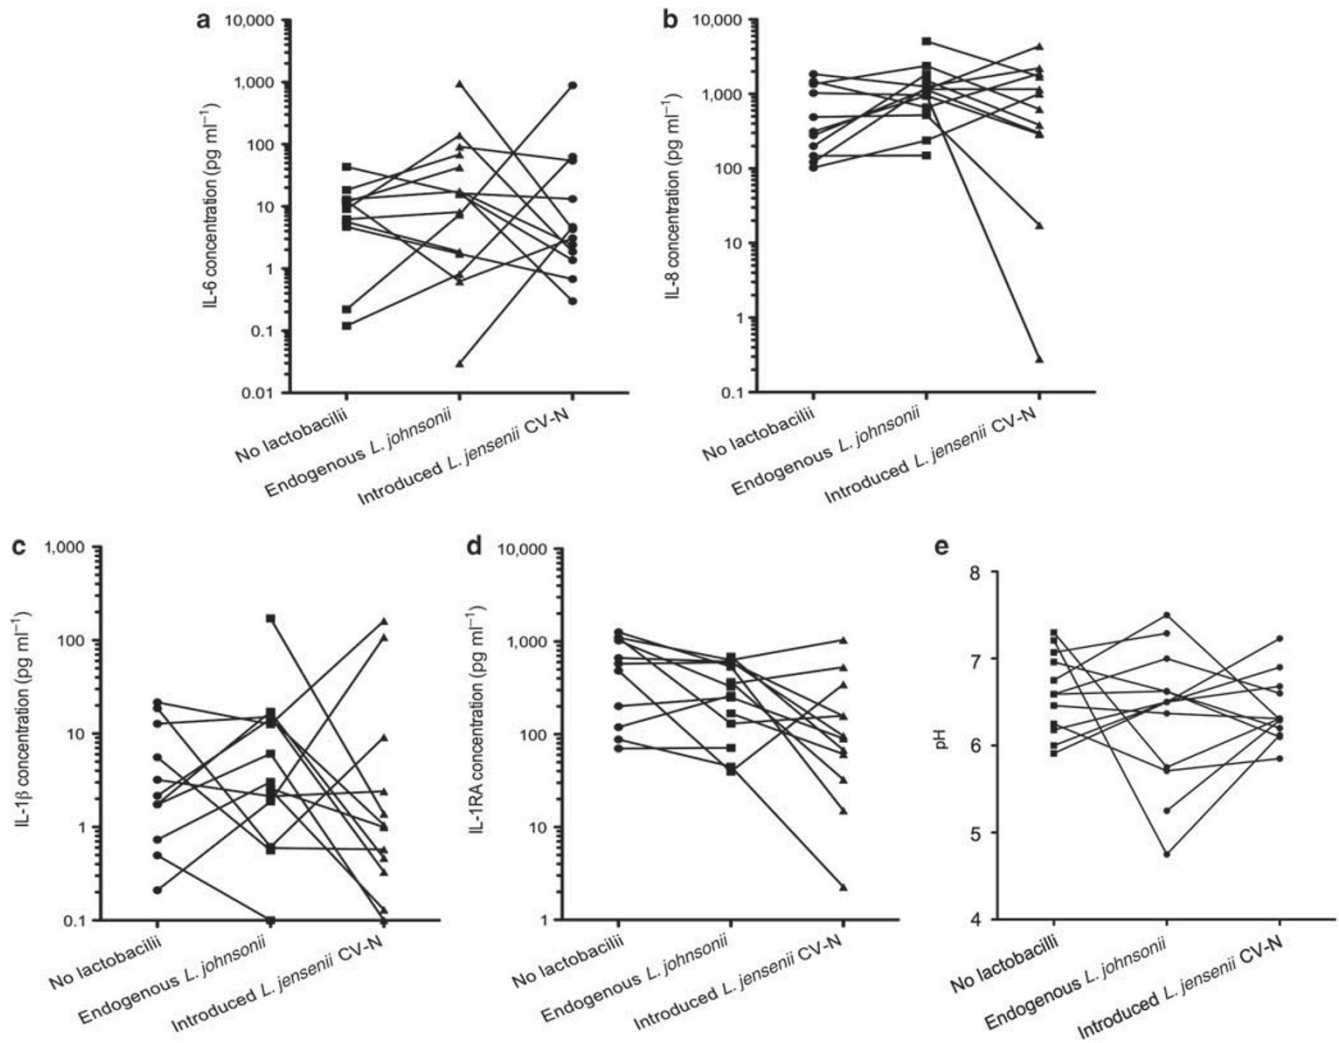 a
10,000
1,000
100
10
1
0.1
0.01
IL-6 concentration (pg ml⁻¹)
No lactobacilii
Endogenous L. johnsonii
Introduced L. jensenii CV-N
b
10,000
1,000
100
10
1
0.1
IL-8 concentration (pg ml⁻¹)
No lactobacilii
Endogenous L. johnsonii
Introduced L. jensenii CV-N
c
1,000
100
10
1
0.1
IL-1β concentration (pg ml⁻¹)
No lactobacilii
Endogenous L. johnsonii
Introduced L. jensenii CV-N
d
10,000
1,000
100
10
1
IL-1RA concentration (pg ml⁻¹)
No lactobacilii
Endogenous L. johnsonii
Introduced L. jensenii CV-N
e
8
7
6
5
4
pH
No lactobacilli
Endogenous L. johnsonii
Introduced L. jensenii CV-N